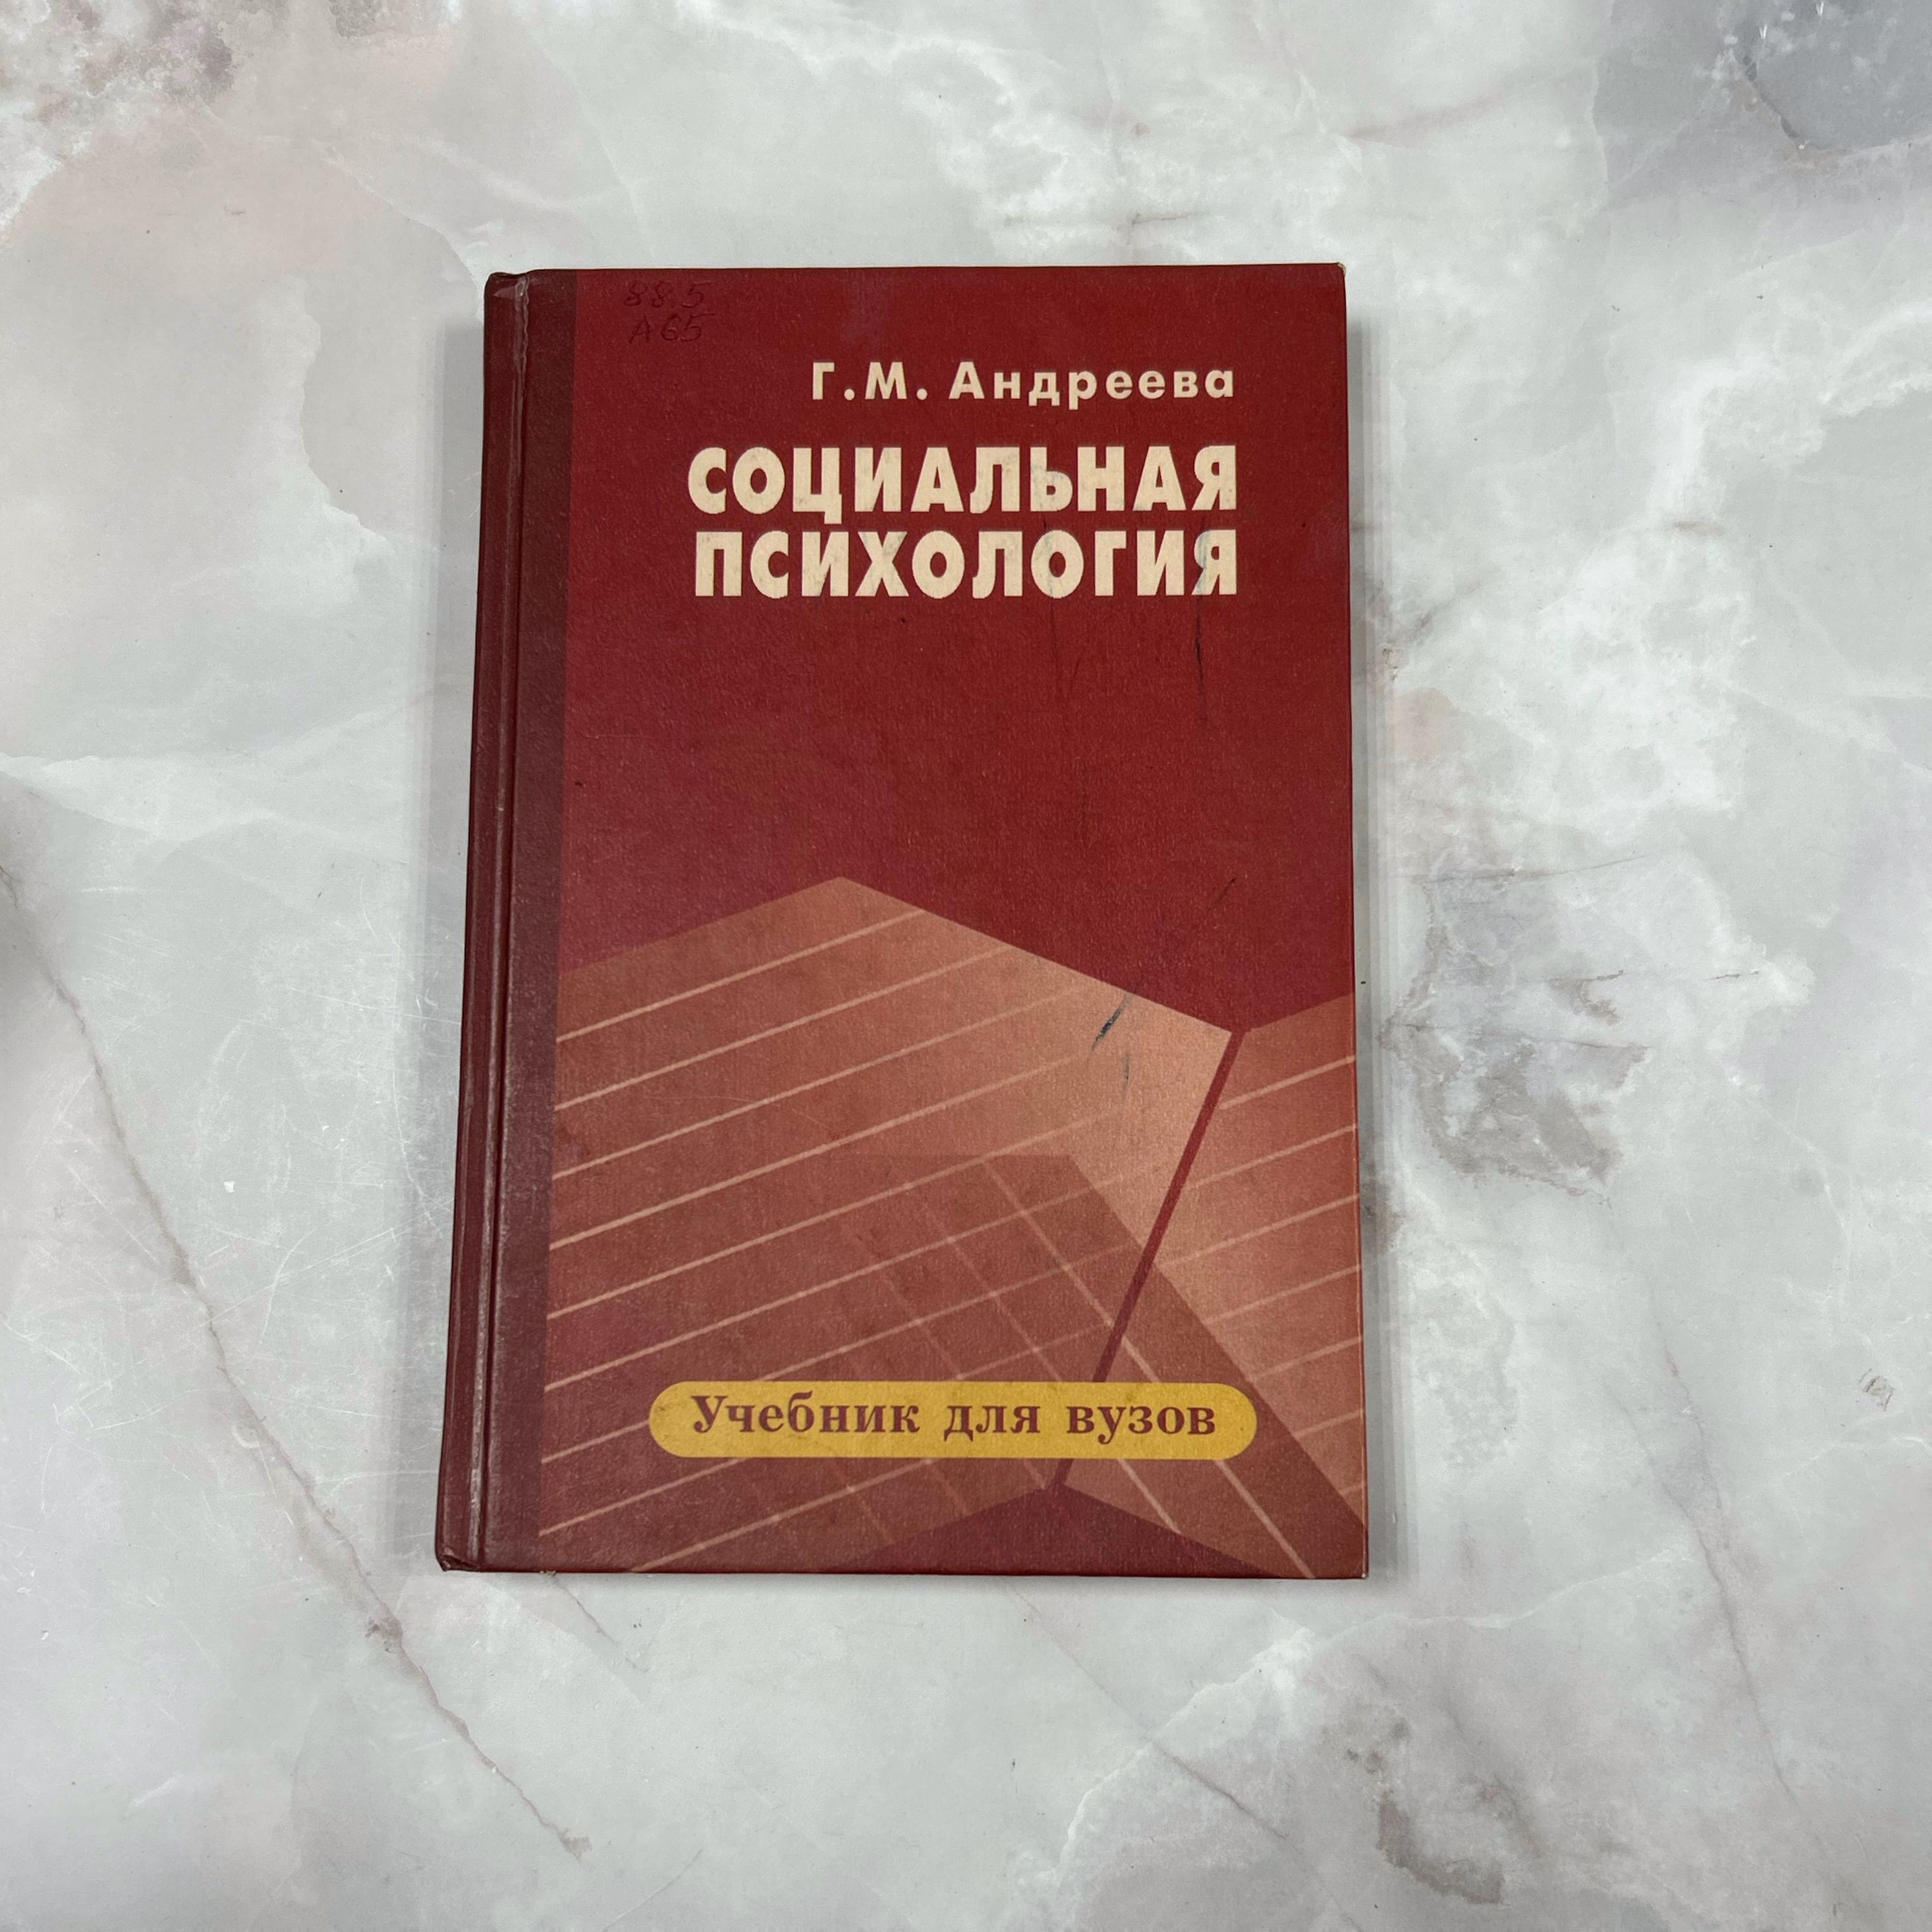 88.5
А65
Г.М. Андреева
СОЦИАЛЬНАЯ
ПСИХОЛОГИЯ
Учебник для вузов